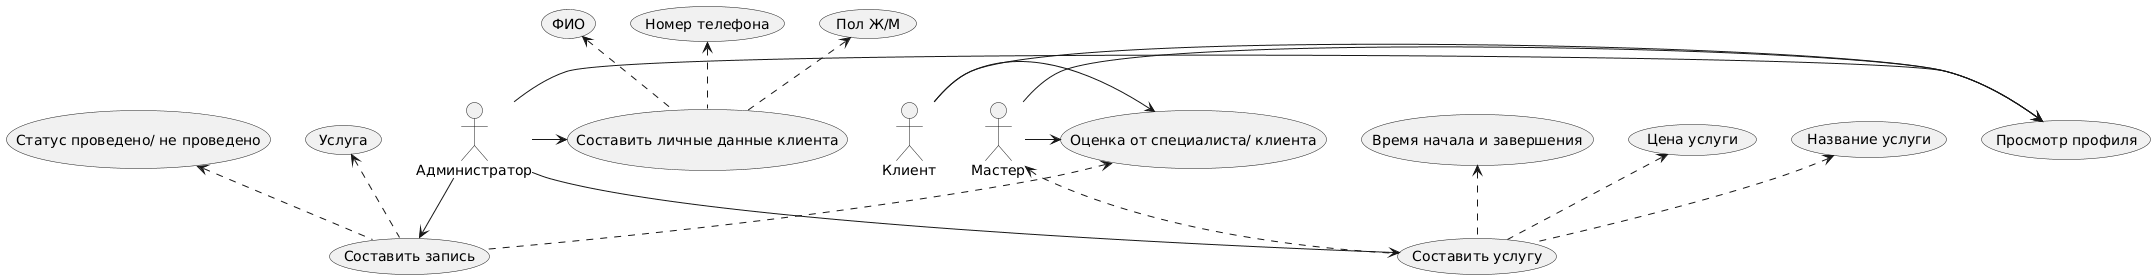 ФИО
Номер телефона
Пол Ж/М
Статус проведено/ не проведено
Услуга
Администратор
Составить личные данные клиента
Клиент
Мастер
Оценка от специалиста/ клиента
Время начала и завершения
Цена услуги
Название услуги
Просмотр профиля
Составить запись
Составить услугу